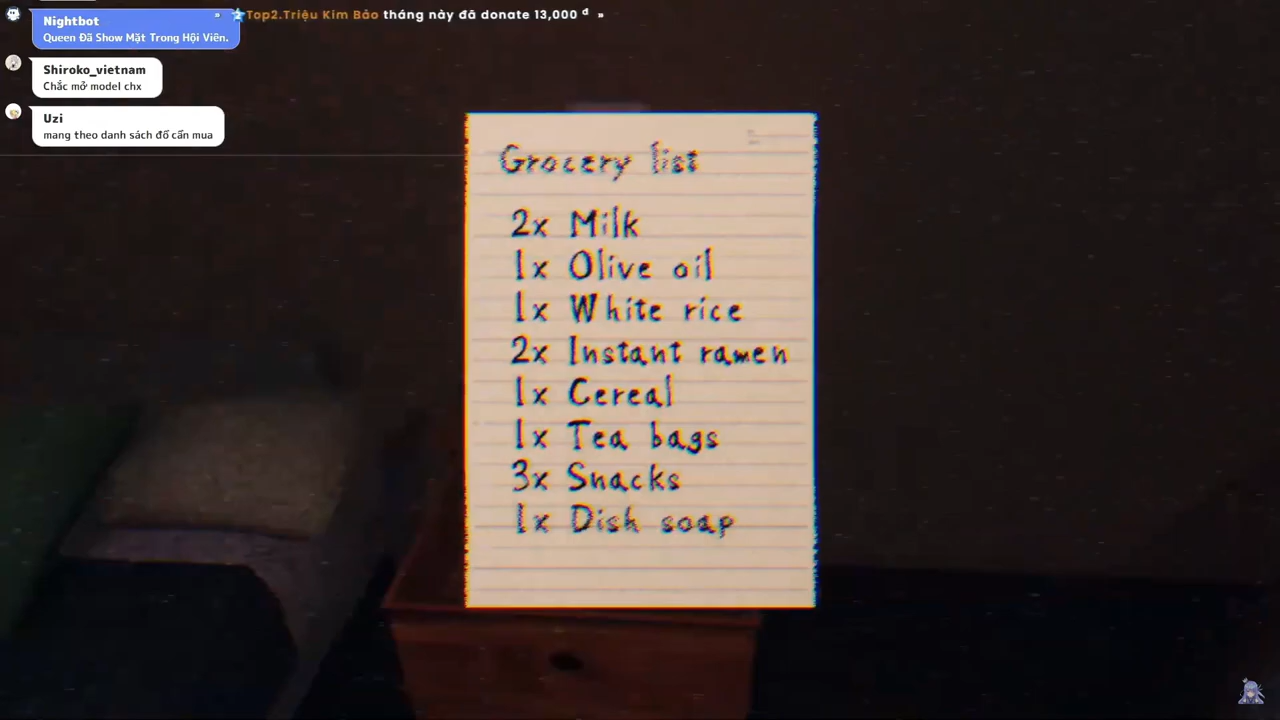 » Top2.Triệu Kim Bảo tháng này đã donate 13,000 ₫ »
Nightbot
Queen Đã Show Mặt Trong Hội Viên.
Shiroko_vietnam
Chắc mở model chx
Uzi
mang theo danh sách đồ cần mua
Grocery list
2x Milk
1x Olive oil
1x White rice
2x Instant ramen
1x Cereal
1x Tea bags
3x Snacks
1x Dish soap